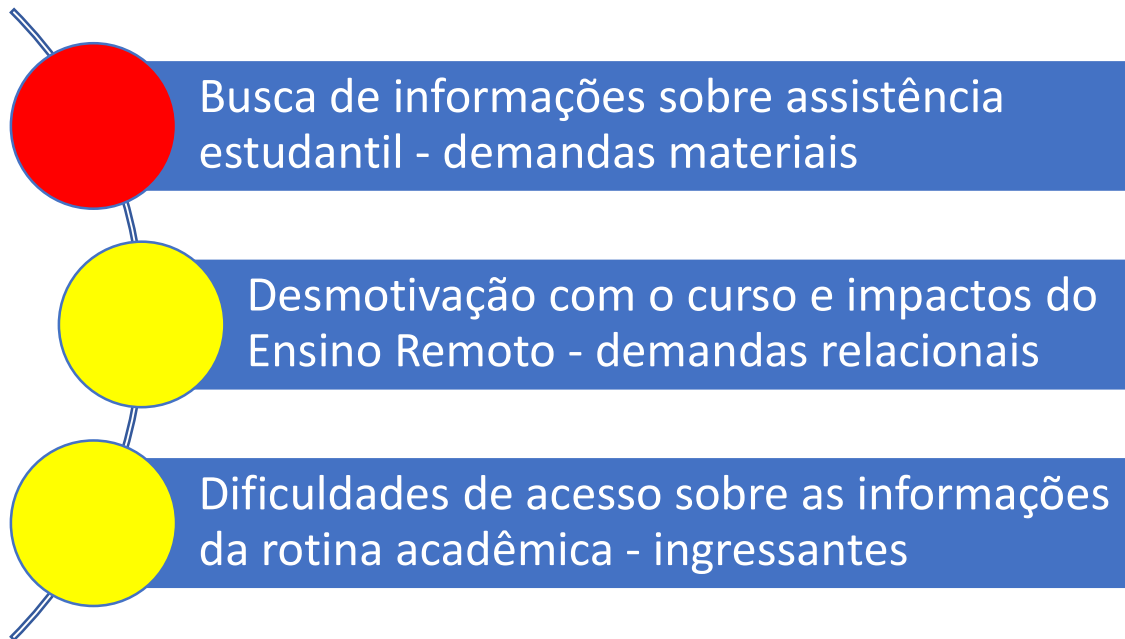 Busca de informações sobre assistência
estudantil - demandas materiais
Desmotivação com o curso e impactos do
Ensino Remoto - demandas relacionais
Dificuldades de acesso sobre as informações
da rotina acadêmica - ingressantes